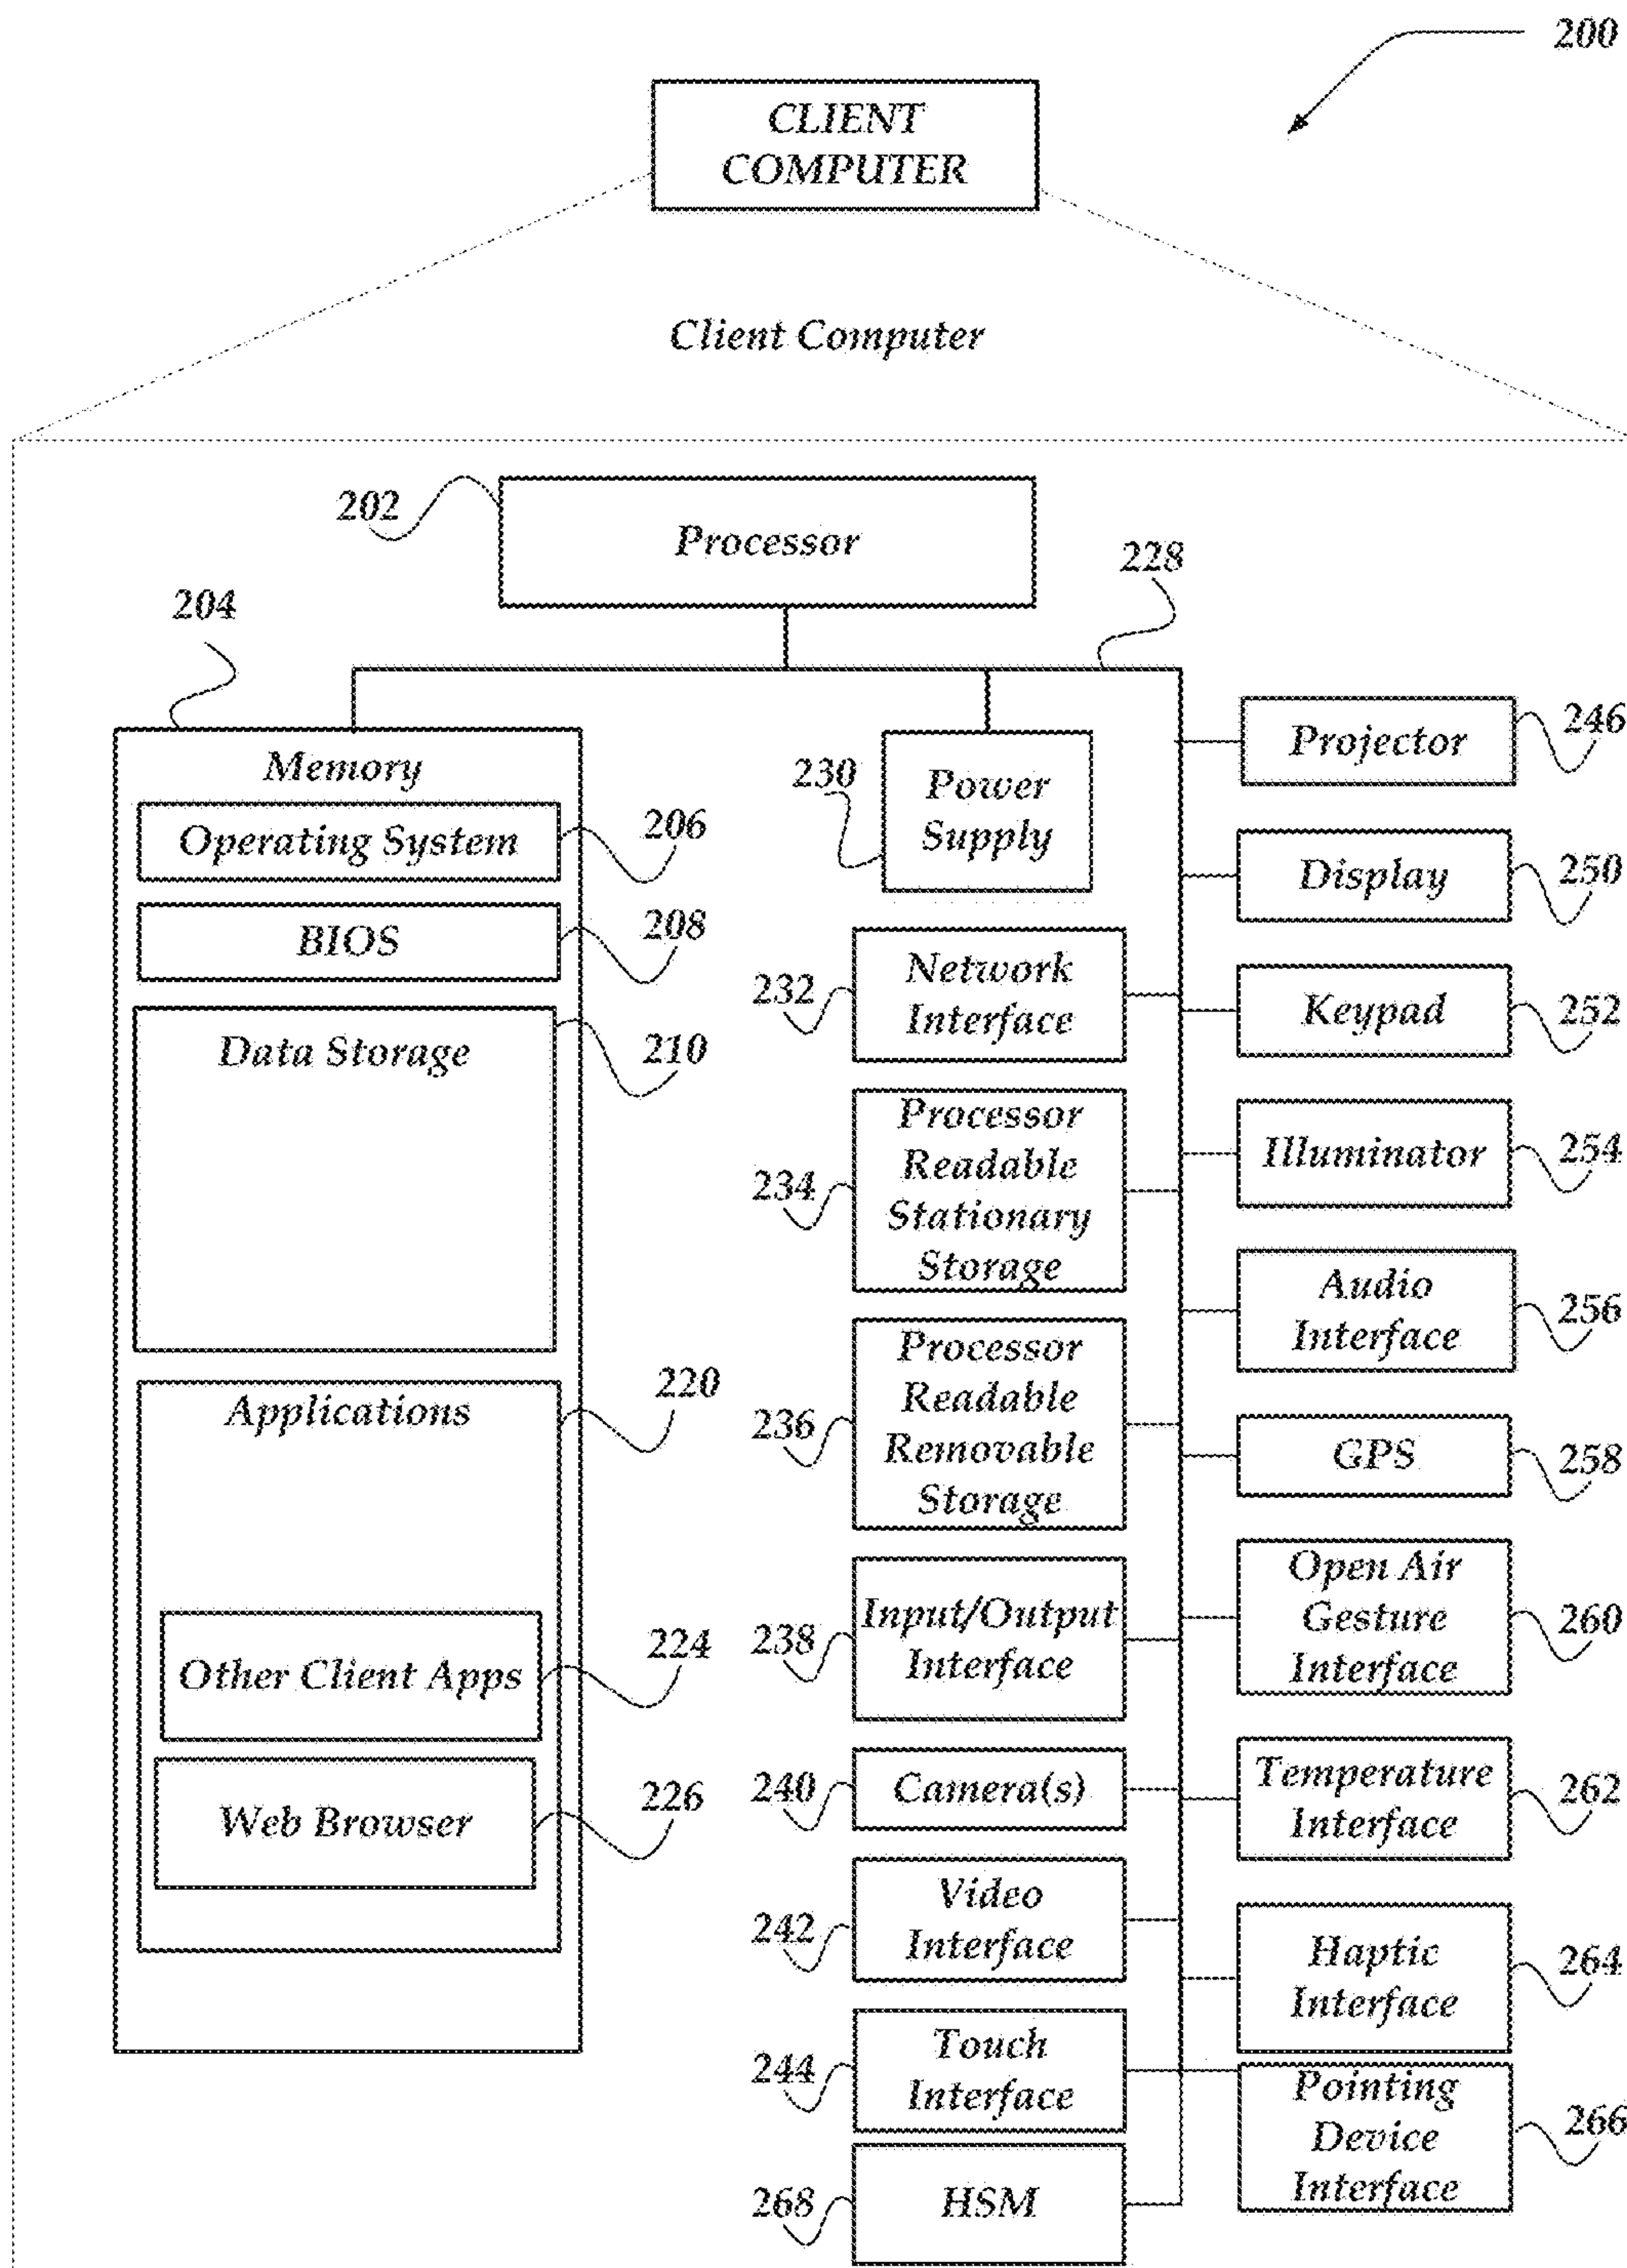 200
CLIENT
COMPUTER
Client Computer
202
Processor
228
204
Memory
Operating System
206
BIOS
208
Data Storage
210
Applications
220
Other Client Apps
224
Web Browser
226
230
Power
Supply
232
Network
Interface
234
Processor
Readable
Stationary
Storage
236
Processor
Readable
Removable
Storage
238
Input/Output
Interface
240
Camera(s)
242
Video
Interface
244
Touch
Interface
268
HSM
Projector
246
Display
250
Keypad
252
Illuminator
254
Audio
Interface
256
GPS
258
Open Air
Gesture
Interface
260
Temperature
Interface
262
Haptic
Interface
264
Pointing
Device
Interface
266